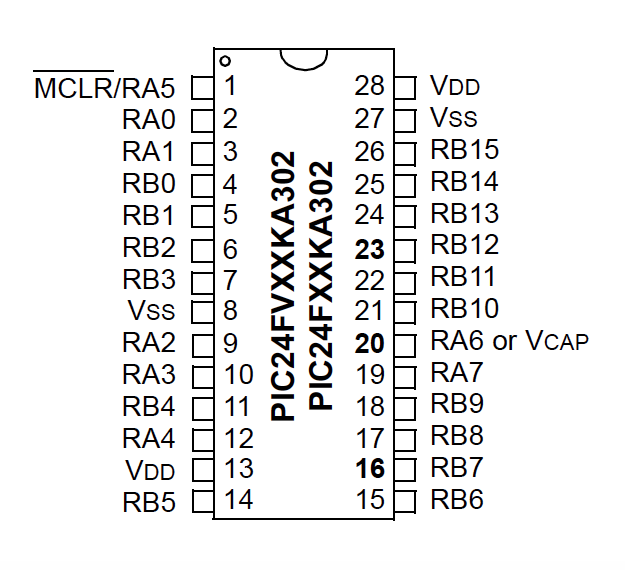 MCLR/RA5 1 28 VDD
RA0 2 27 VSS
RA1 3 26 RB15
RB0 4 25 RB14
RB1 5 24 RB13
RB2 6 23 RB12
RB3 7 22 RB11
VSS 8 21 RB10
RA2 9 20 RA6 or VCAP
RA3 10 19 RA7
RB4 11 18 RB9
RA4 12 17 RB8
VDD 13 16 RB7
RB5 14 15 RB6
PIC24FVXXKA302
PIC24FXXKA302